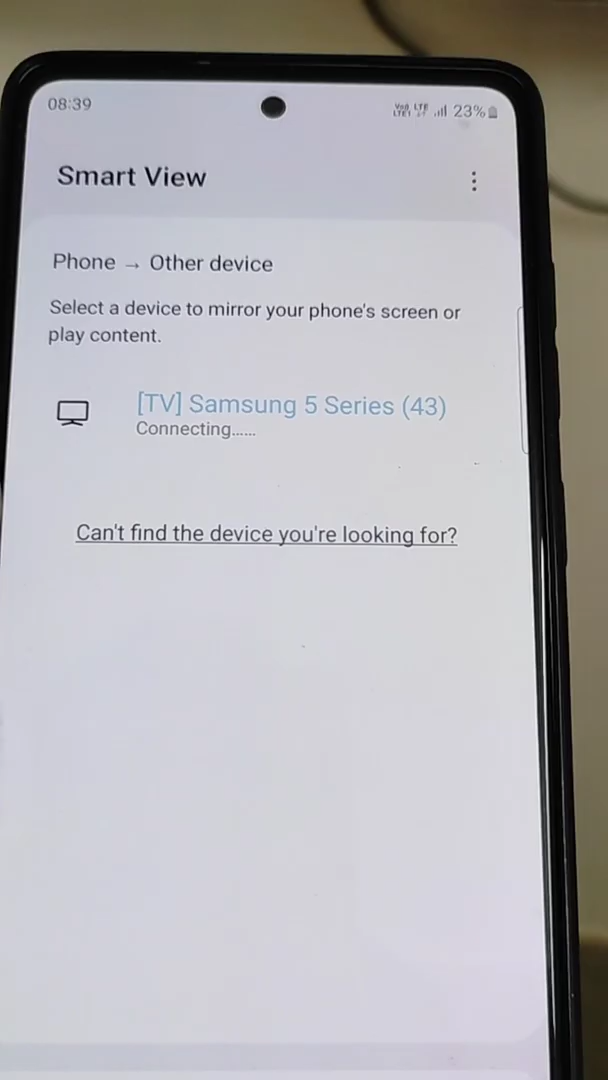 08:39
23%
Smart View
Phone → Other device
Select a device to mirror your phone's screen or
play content.
[TV] Samsung 5 Series (43)
Connecting......
Can't find the device you're looking for?